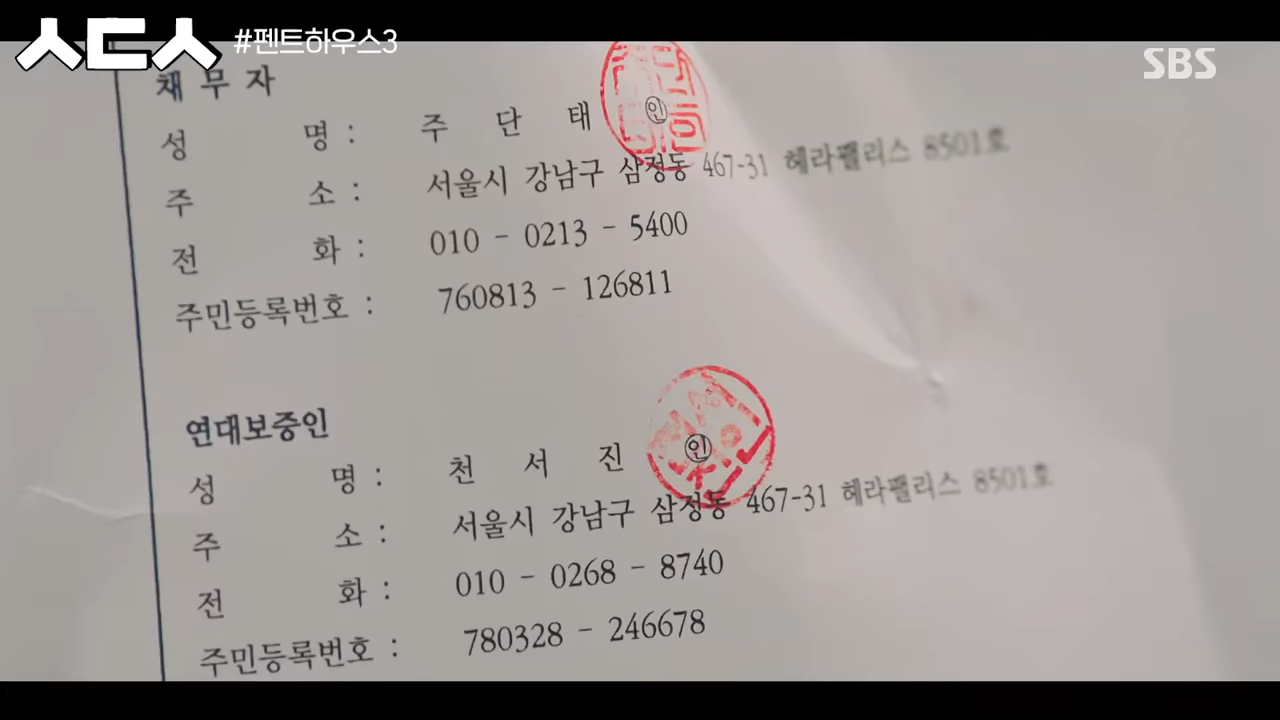 스드스 #펜트하우스3
SBS
채 무 자
성 명 : 주 단 태 인
주 소 : 서울시 강남구 삼정동 467-31 헤라팰리스 8501호
전 화 : 010 - 0213 - 5400
주민등록번호 : 760813 - 126811
연대보증인
성 명 : 천 서 진 인
주 소 : 서울시 강남구 삼정동 467-31 헤라팰리스 8501호
전 화 : 010 - 0268 - 8740
주민등록번호 : 780328 - 246678